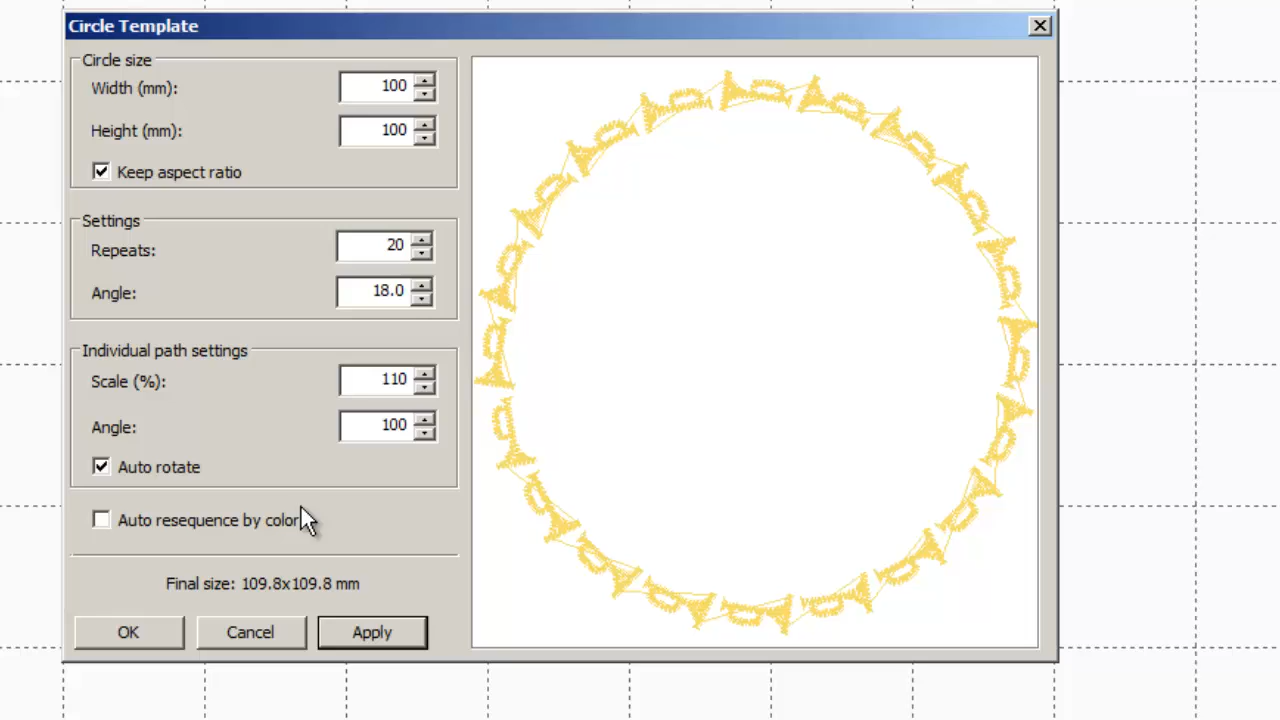 Circle Template
Circle size
Width (mm): 100
Height (mm): 100
Keep aspect ratio
Settings
Repeats: 20
Angle: 18.0
Individual path settings
Scale (%): 110
Angle: 100
Auto rotate
Auto resequence by color
Final size: 109.8x109.8 mm
OK Cancel Apply